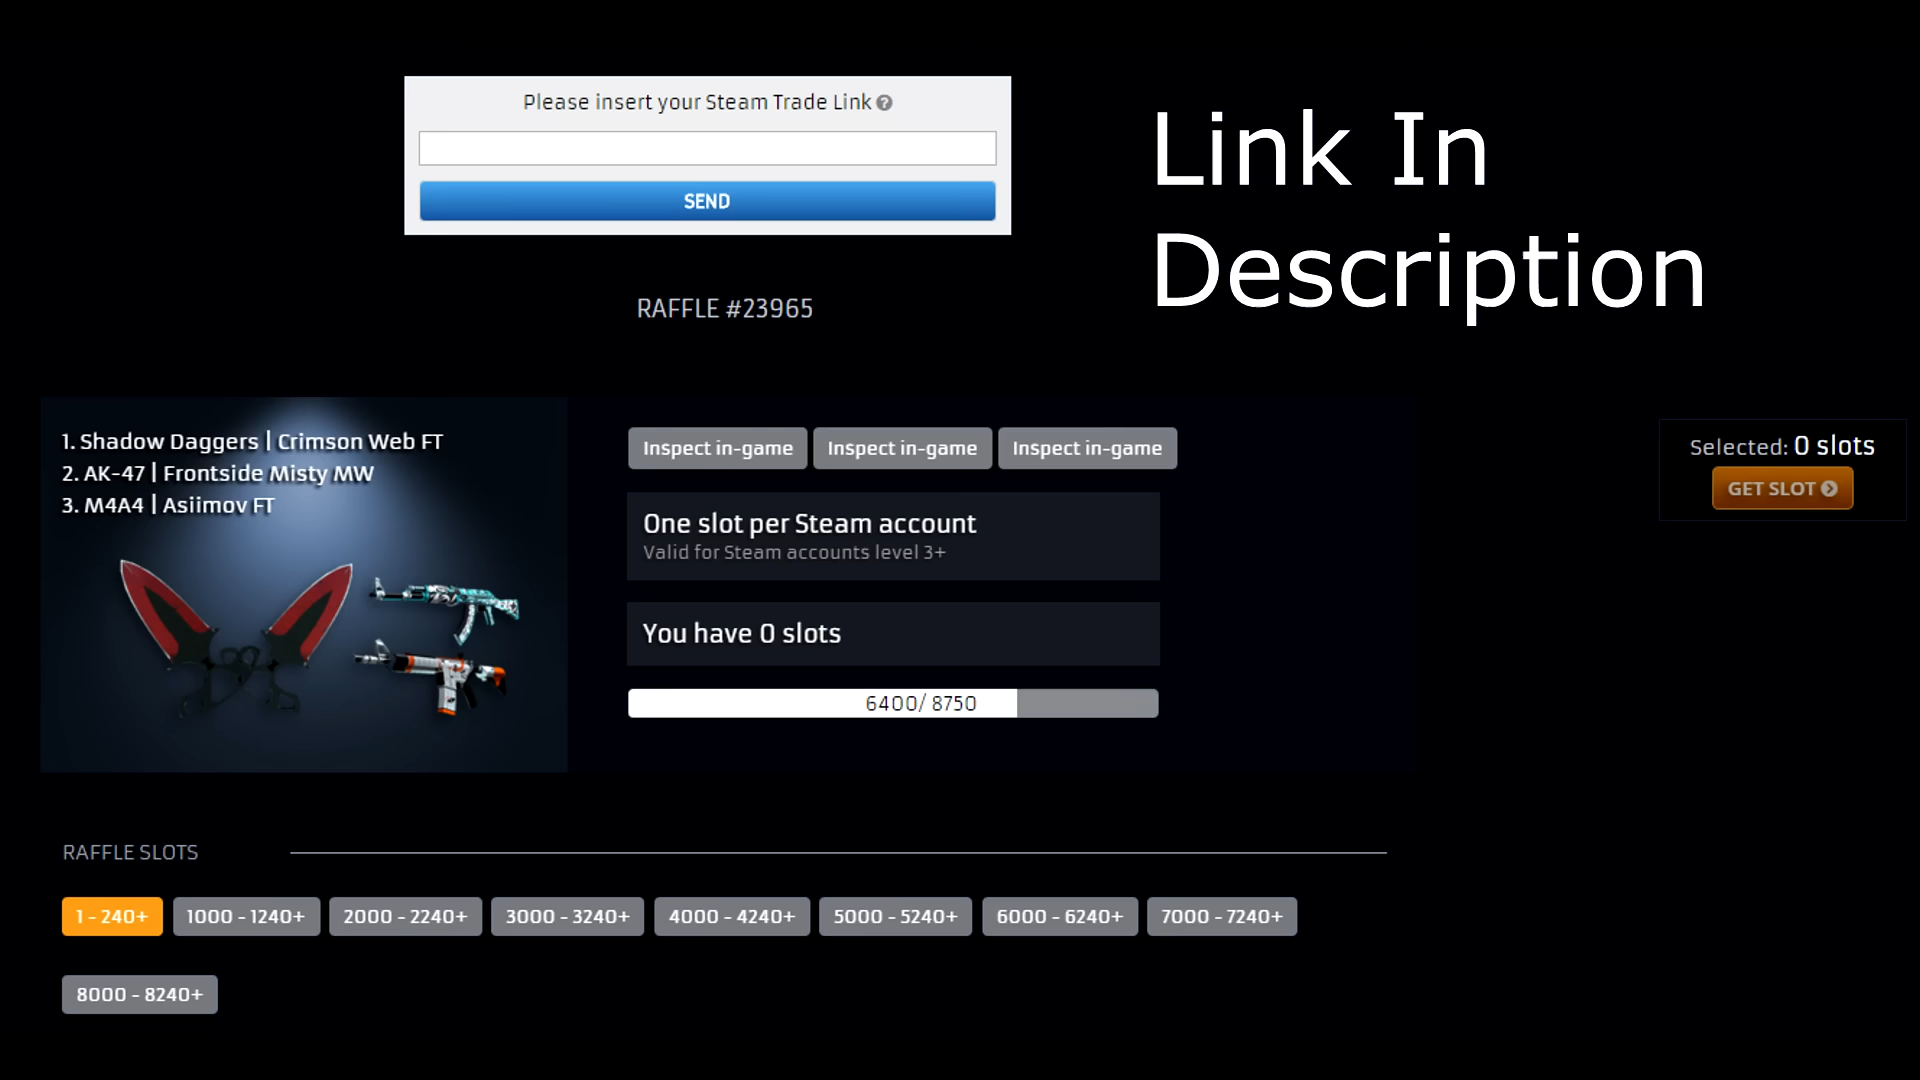 Please insert your Steam Trade Link ?
SEND
Link In
Description
RAFFLE #23965
1. Shadow Daggers | Crimson Web FT
2. AK-47 | Frontside Misty MW
3. M4A4 | Asiimov FT
Inspect in-game Inspect in-game Inspect in-game
One slot per Steam account
Valid for Steam accounts level 3+
You have 0 slots
6400/ 8750
Selected: 0 slots
GET SLOT
RAFFLE SLOTS
1 - 240+ 1000 - 1240+ 2000 - 2240+ 3000 - 3240+ 4000 - 4240+ 5000 - 5240+ 6000 - 6240+ 7000 - 7240+
8000 - 8240+